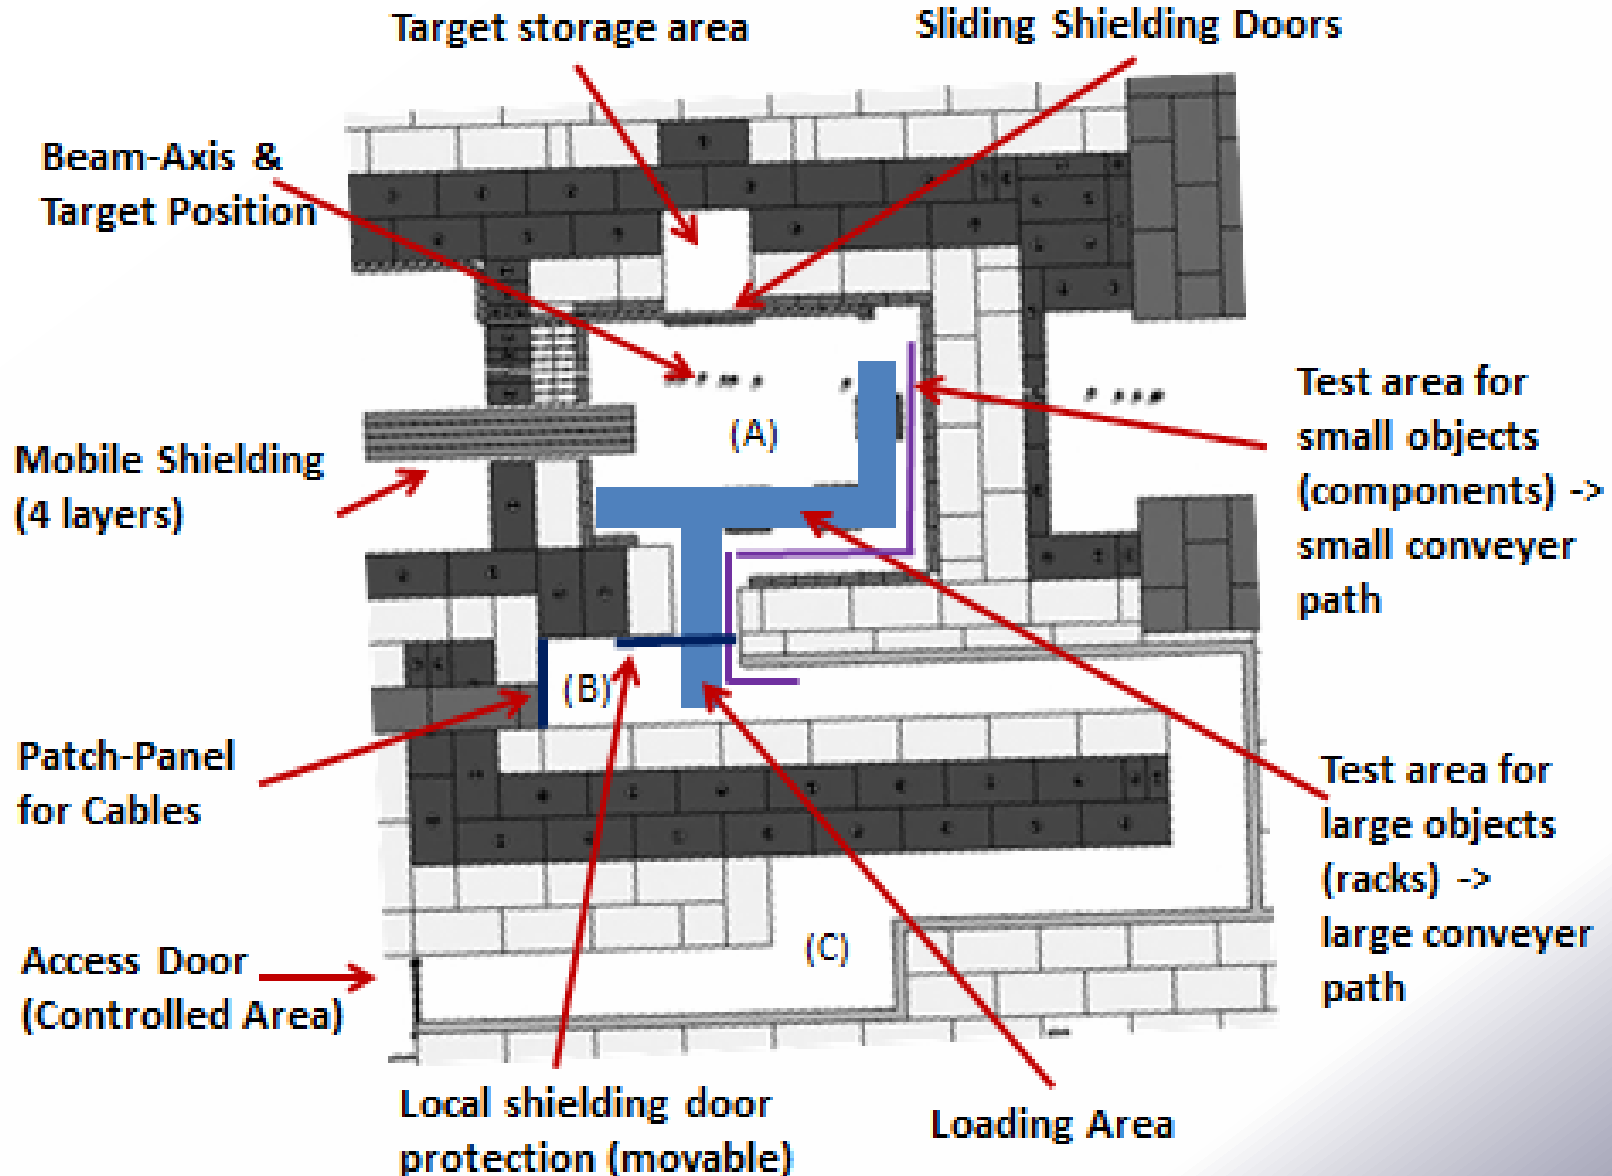 Target storage area
Sliding Shielding Doors
Beam-Axis &
Target Position
(A)
Test area for
small objects
(components) ->
small conveyer
path
Mobile Shielding
(4 layers)
(B)
Patch-Panel
for Cables
Test area for
large objects
(racks) ->
large conveyer
path
(C)
Access Door
(Controlled Area)
Local shielding door
protection (movable)
Loading Area